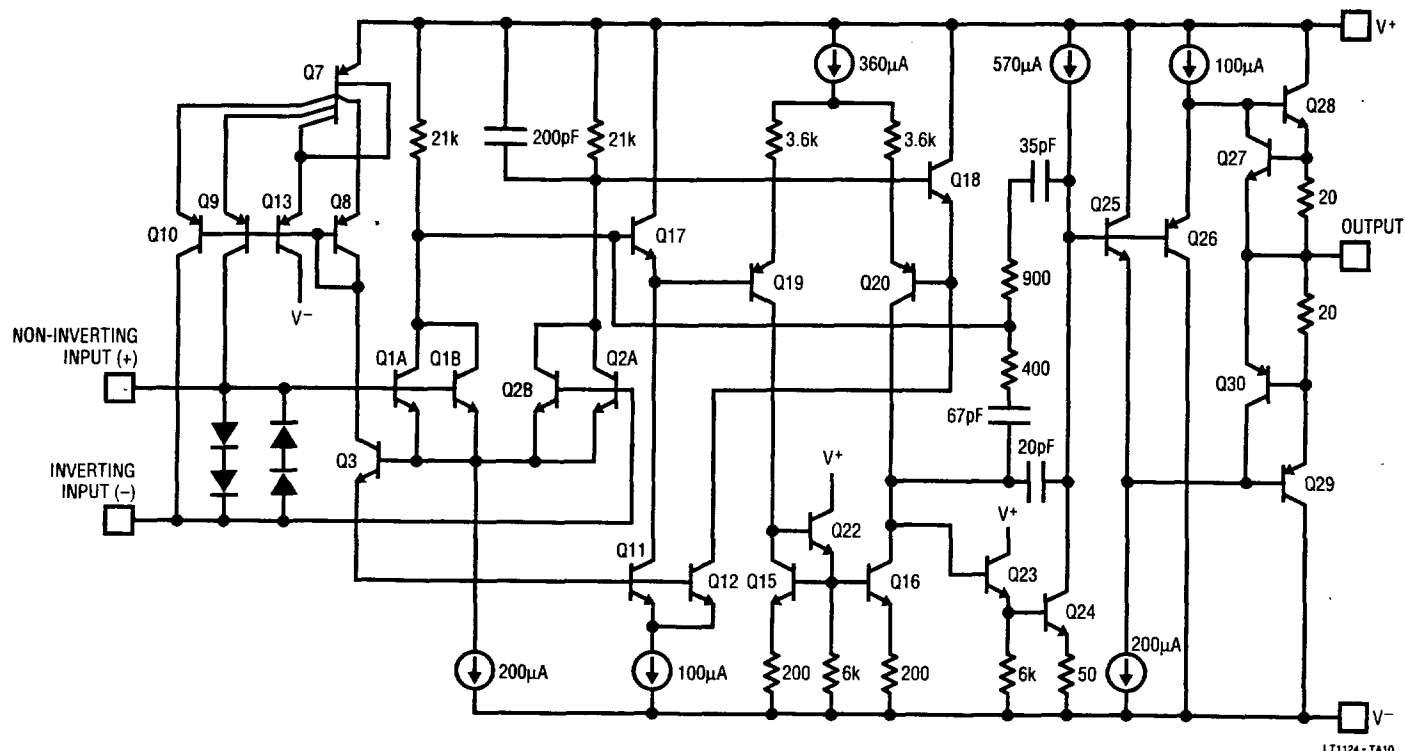 V+
Q7
360µA
570µA
100µA
Q28
21k
200pF
21k
3.6k
3.6k
35pF
Q27
Q18
20
Q9
Q13
Q8
Q10
Q17
Q25
Q26
OUTPUT
Q19
Q20
900
V−
20
NON-INVERTING
INPUT (+)
Q1A
Q1B
Q2A
Q2B
400
Q30
67pF
20pF
Q3
V+
INVERTING
INPUT (−)
Q29
Q22
V+
Q11
Q12
Q15
Q16
Q23
Q24
200µA
200µA
100µA
200
6k
200
6k
50
V−
LT1124 • TA10